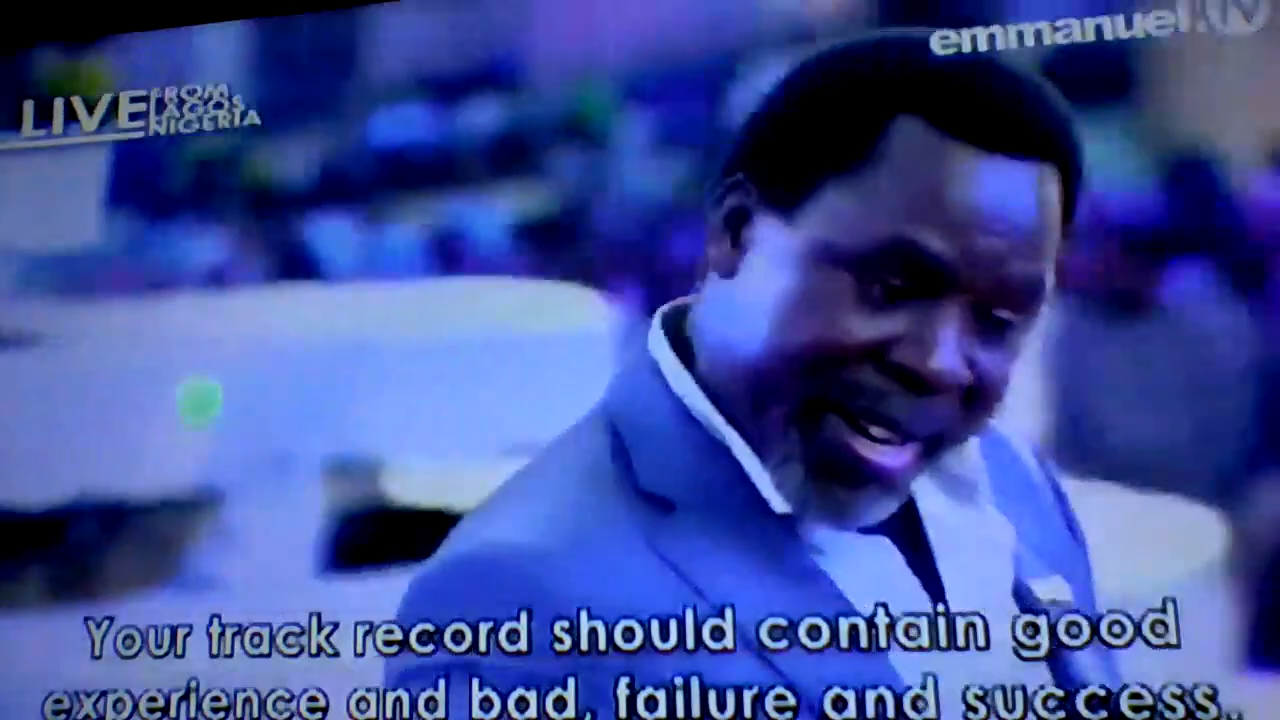 emmanuel.TV
LIVE FROM
LAGOS
NIGERIA
Your track record should contain good
experience and bad, failure and success.